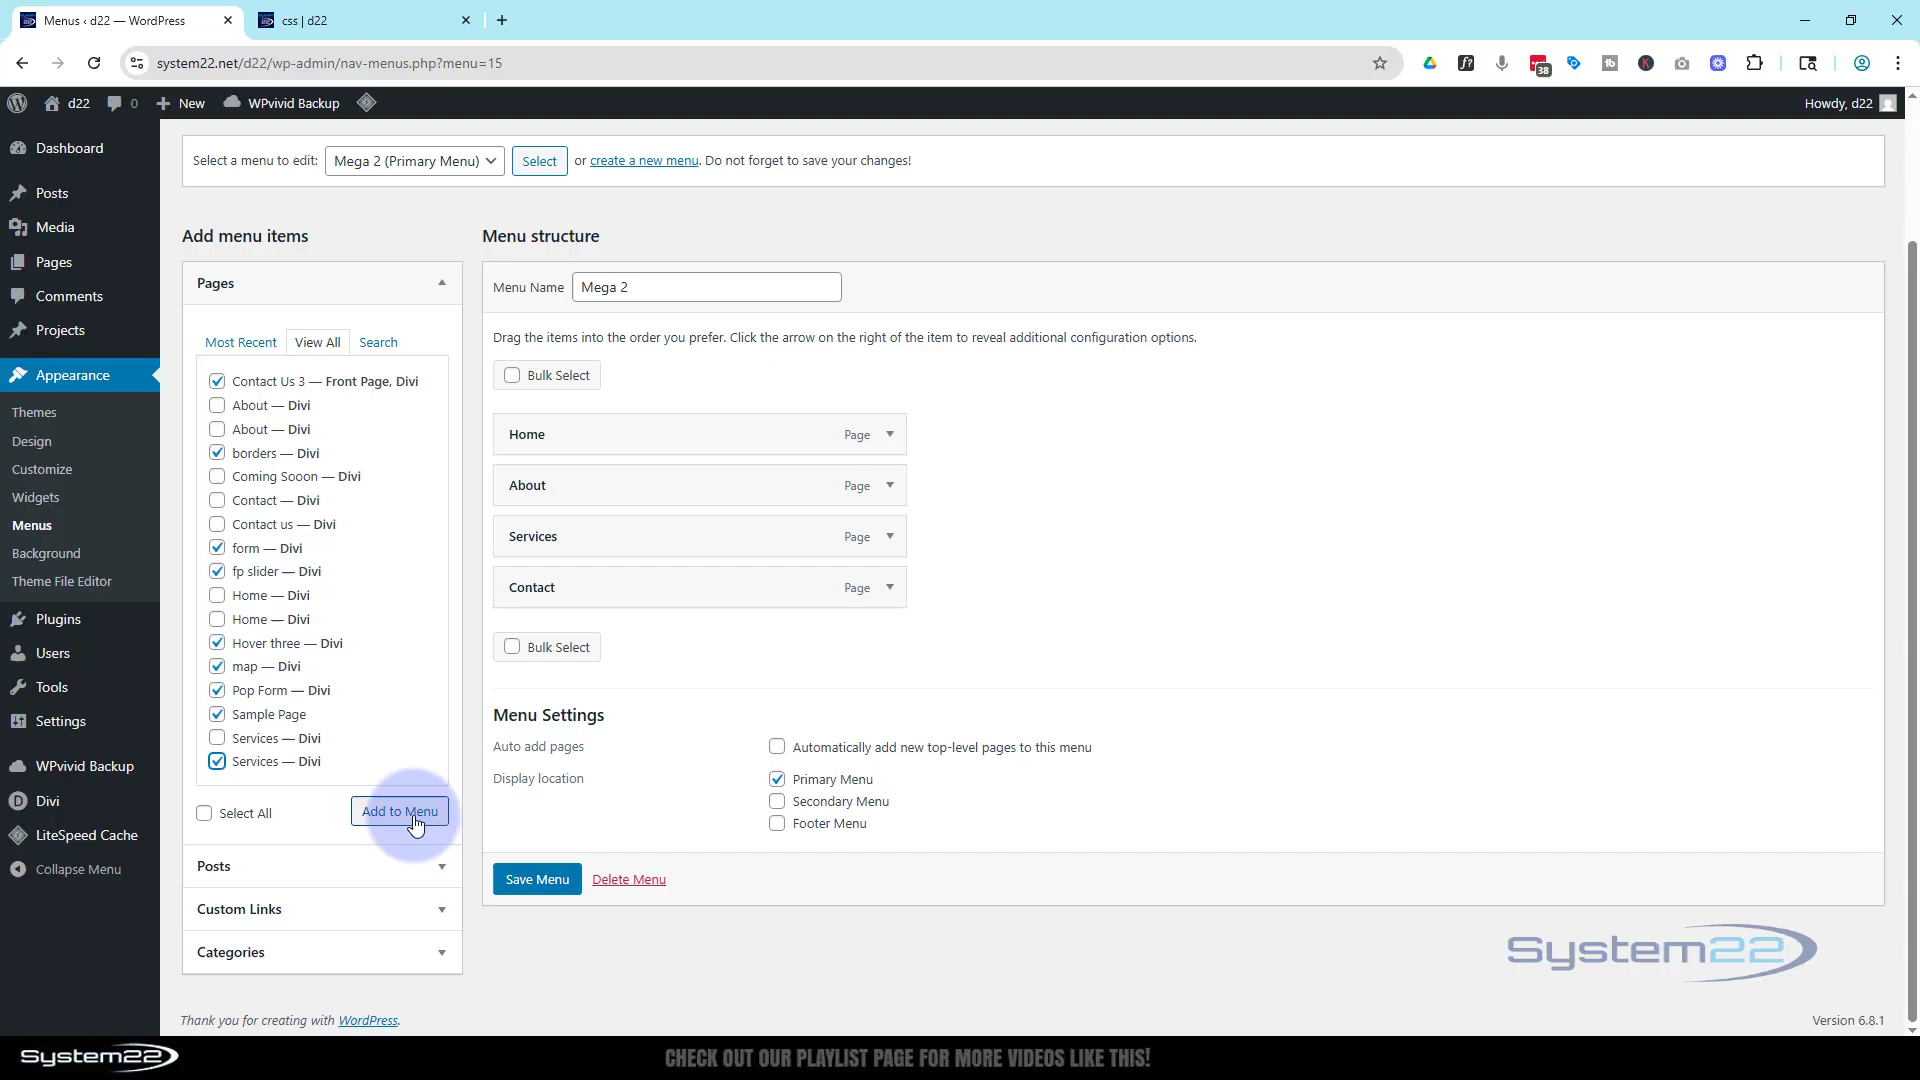 Menus ‹ d22 — WordPress
css | d22
system22.net/d22/wp-admin/nav-menus.php?menu=15
38
d22
0
New
WPvivid Backup
Howdy, d22
Dashboard
Posts
Media
Pages
Comments
Projects
Appearance
Themes
Design
Customize
Widgets
Menus
Background
Theme File Editor
Plugins
Users
Tools
Settings
WPvivid Backup
Divi
LiteSpeed Cache
Collapse Menu
Select a menu to edit: Mega 2 (Primary Menu) Select or create a new menu. Do not forget to save your changes!
Add menu items
Pages
Most Recent View All Search
Contact Us 3 — Front Page, Divi
About — Divi
About — Divi
borders — Divi
Coming Sooon — Divi
Contact — Divi
Contact us — Divi
form — Divi
fp slider — Divi
Home — Divi
Home — Divi
Hover three — Divi
map — Divi
Pop Form — Divi
Sample Page
Services — Divi
Services — Divi
Select All
Add to Menu
Posts
Custom Links
Categories
Menu structure
Menu Name Mega 2
Drag the items into the order you prefer. Click the arrow on the right of the item to reveal additional configuration options.
Bulk Select
Home Page
About Page
Services Page
Contact Page
Bulk Select
Menu Settings
Auto add pages
Automatically add new top-level pages to this menu
Display location
Primary Menu
Secondary Menu
Footer Menu
Save Menu
Delete Menu
System22
Thank you for creating with WordPress.
Version 6.8.1
System22
CHECK OUT OUR PLAYLIST PAGE FOR MORE VIDEOS LIKE THIS!